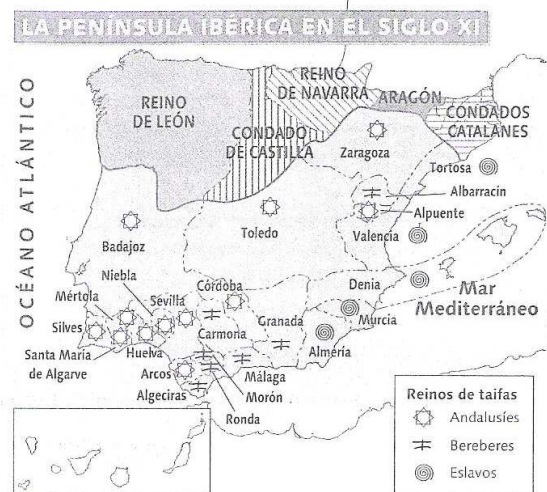 LA PENÍNSULA IBÉRICA EN EL SIGLO XI
OCÉANO ATLÁNTICO
REINO
DE LEÓN
CONDADO
DE CASTILLA
REINO
DE NAVARRA
ARAGÓN
CONDADOS
CATALANES
Zaragoza
Tortosa
Albarracín
Alpuente
Valencia
Toledo
Badajoz
Denia
Mar
Mediterráneo
Niebla
Mértola
Sevilla
Córdoba
Silves
Carmona
Granada
Murcia
Santa María
de Algarve
Huelva
Almería
Arcos
Málaga
Algeciras
Morón
Ronda
Reinos de taifas
Andalusíes
Bereberes
Eslavos